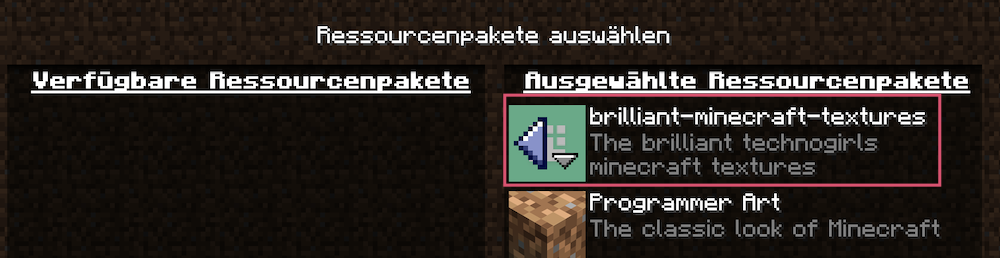 Ressourcenpakete auswählen
Verfügbare Ressourcenpakete
Ausgewählte Ressourcenpakete
brilliant-minecraft-textures
The brilliant technogirls
minecraft textures
Programmer Art
The classic look of Minecraft